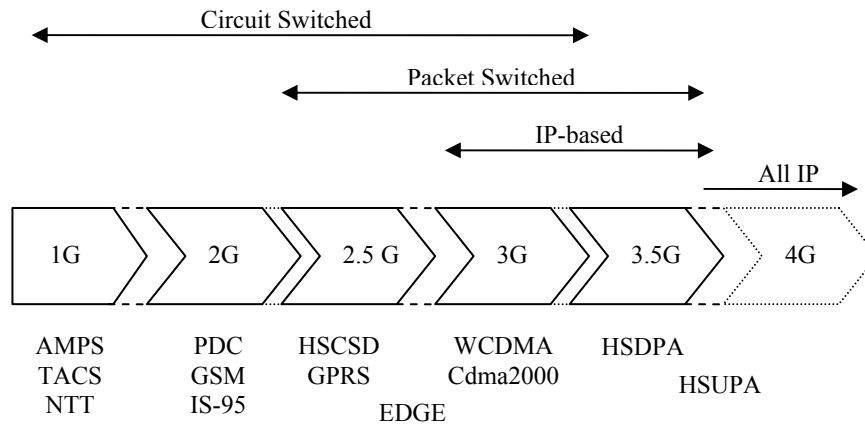 Circuit Switched
Packet Switched
IP-based
All IP
1G 2G 2.5 G 3G 3.5G 4G
AMPS PDC HSCSD WCDMA HSDPA
TACS GSM GPRS Cdma2000 HSUPA
NTT IS-95 EDGE